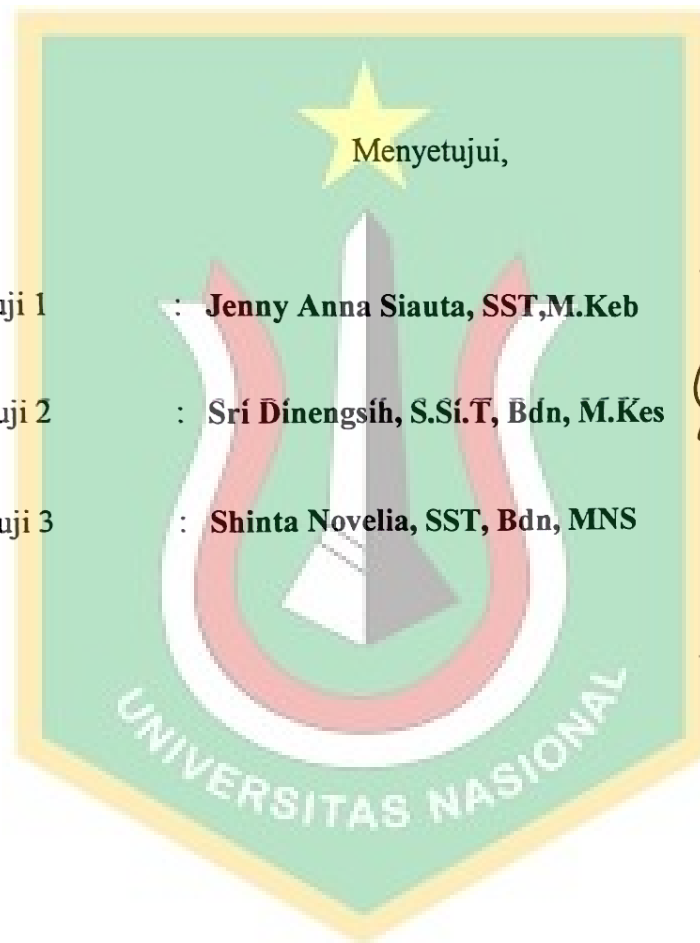 Menyetujui,
uji 1 : Jenny Anna Siauta, SST,M.Keb
uji 2 : Sri Dinengsih, S.Si.T, Bdn, M.Kes
uji 3 : Shinta Novelia, SST, Bdn, MNS
UNIVERSITAS NASIONAL